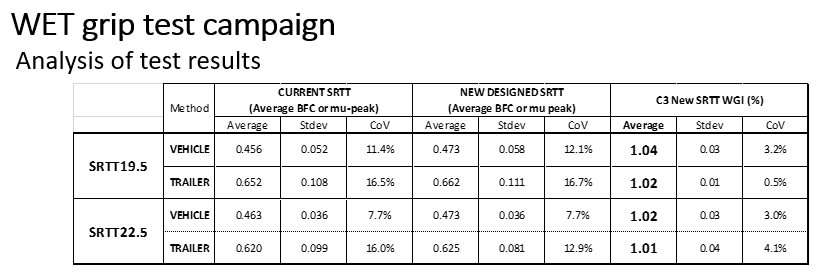 WET grip test campaign
Analysis of test results
Method CURRENT SRTT (Average BFC or mu-peak) NEW DESIGNED SRTT (Average BFC or mu peak) C3 New SRTT WGI (%)
Average Stdev CoV Average Stdev CoV Average Stdev CoV
SRTT19.5 VEHICLE 0.456 0.052 11.4% 0.473 0.058 12.1% 1.04 0.03 3.2%
TRAILER 0.652 0.108 16.5% 0.662 0.111 16.7% 1.02 0.01 0.5%
SRTT22.5 VEHICLE 0.463 0.036 7.7% 0.473 0.036 7.7% 1.02 0.03 3.0%
TRAILER 0.620 0.099 16.0% 0.625 0.081 12.9% 1.01 0.04 4.1%